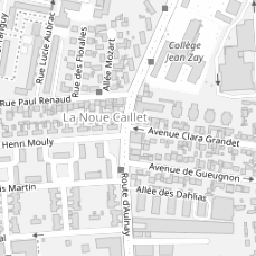 Rue Lucie Aubrac
Rue des Floralies
Allée Mozart
Collège
Jean Zay
Rue Paul Renaud
La Noue Caillet
Avenue Clara Grandet
Henri Mouly
Avenue de Gueugnon
Martin
Allée des Dahlias
Route d'Aulnay